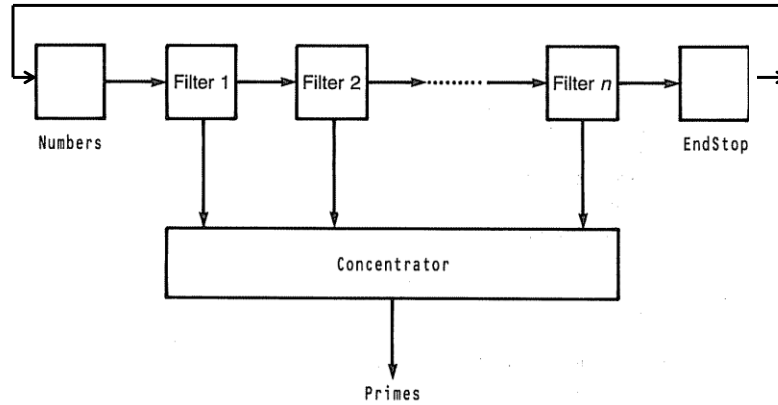 Filter 1
Filter 2
Filter n
Numbers
EndStop
Concentrator
Primes